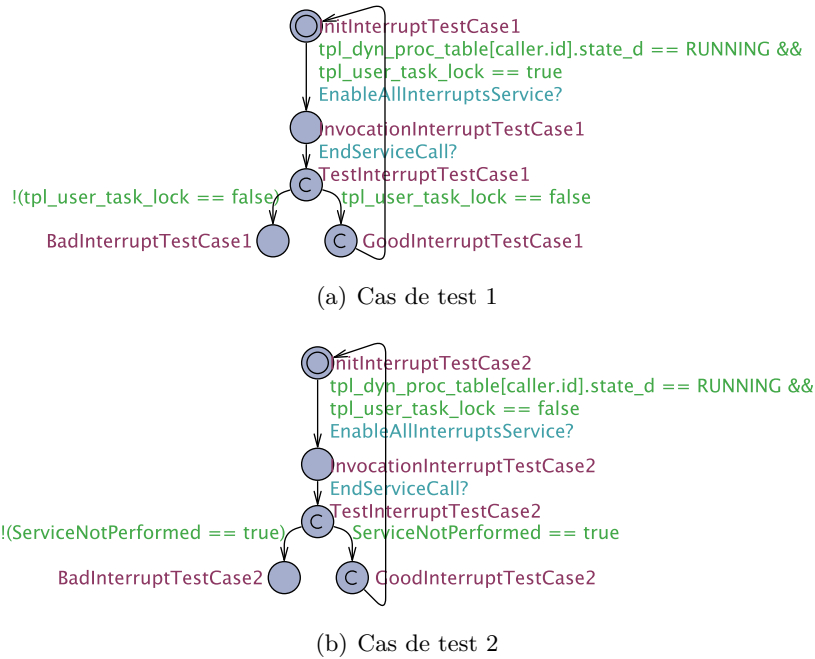 InitInterruptTestCase1
tpl_dyn_proc_table[caller.id].state_d == RUNNING &&
tpl_user_task_lock == true
EnableAllInterruptsService?
InvocationInterruptTestCase1
EndServiceCall?
TestInterruptTestCase1
C
!(tpl_user_task_lock == false) tpl_user_task_lock == false
BadInterruptTestCase1 C GoodInterruptTestCase1
(a) Cas de test 1
InitInterruptTestCase2
tpl_dyn_proc_table[caller.id].state_d == RUNNING &&
tpl_user_task_lock == false
EnableAllInterruptsService?
InvocationInterruptTestCase2
EndServiceCall?
TestInterruptTestCase2
C
!(ServiceNotPerformed == true) ServiceNotPerformed == true
BadInterruptTestCase2 C GoodInterruptTestCase2
(b) Cas de test 2